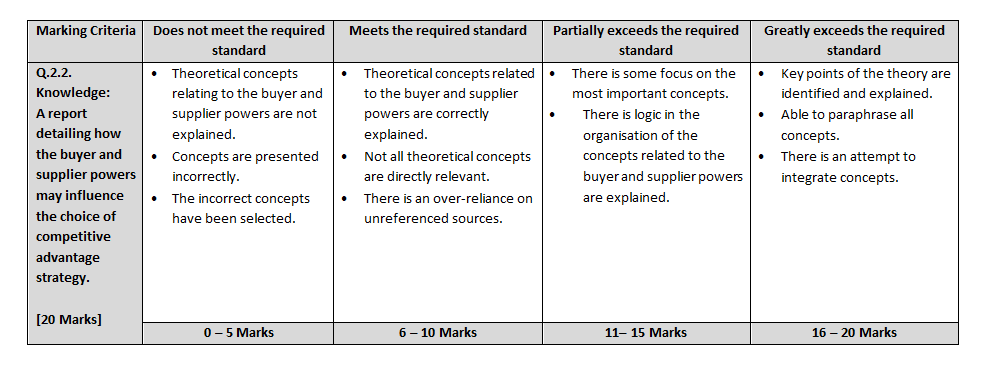 Marking Criteria
Does not meet the required
standard
Meets the required standard
Partially exceeds the required
standard
Greatly exceeds the required
standard
Q.2.2.
Knowledge:
A report
detailing how
the buyer and
supplier powers
may influence
the choice of
competitive
advantage
strategy.
[20 Marks]
• Theoretical concepts
relating to the buyer and
supplier powers are not
explained.
• Concepts are presented
incorrectly.
• The incorrect concepts
have been selected.
• Theoretical concepts related
to the buyer and supplier
powers are correctly
explained.
• Not all theoretical concepts
are directly relevant.
• There is an over-reliance on
unreferenced sources.
• There is some focus on the
most important concepts.
• There is logic in the
organisation of the
concepts related to the
buyer and supplier powers
are explained.
• Key points of the theory are
identified and explained.
• Able to paraphrase all
concepts.
• There is an attempt to
integrate concepts.
0 – 5 Marks
6 – 10 Marks
11– 15 Marks
16 – 20 Marks